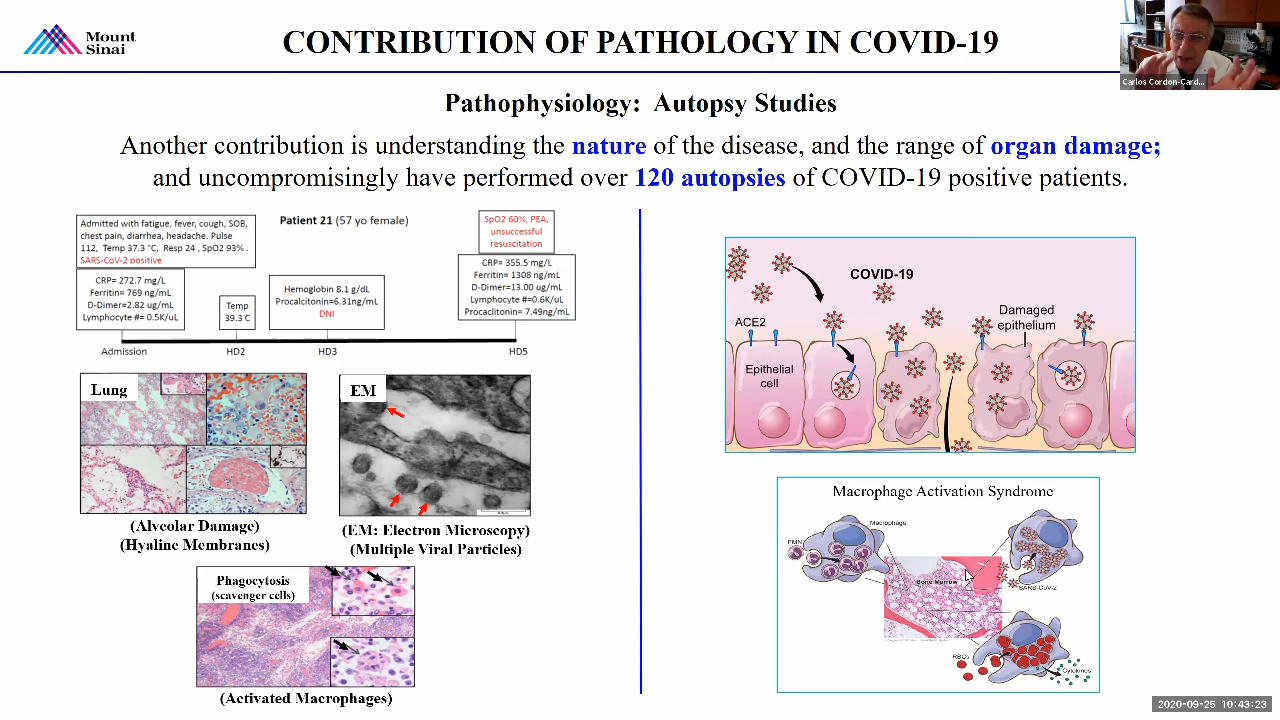 Mount
Sinai
CONTRIBUTION OF PATHOLOGY IN COVID-19
Carlos Cordon-Card...
Pathophysiology: Autopsy Studies
Another contribution is understanding the nature of the disease, and the range of organ damage;
and uncompromisingly have performed over 120 autopsies of COVID-19 positive patients.
Patient 21 (57 yo female)
Admitted with fatigue, fever, cough, SOB,
chest pain, diarrhea, headache. Pulse
112, Temp 37.3 °C, Resp 24, SpO2 93% .
SARS-CoV-2 positive
CRP= 272.7 mg/L
Ferritin= 769 ng/mL
D-Dimer=2.82 ug/mL
Lymphocyte #= 0.5K/uL
Temp
39.3 C
Hemoglobin 8.1 g/dL
Procalcitonin=6.31ng/mL
DNI
SpO2 60%, PEA,
unsuccessful
resuscitation
CRP= 355.5 mg/L
Ferritin= 1308 ng/mL
D-Dimer=13.00 ug/mL
Lymphocyte #=0.6K/uL
Procaclitonin= 7.49ng/mL
Admission
HD2
HD3
HD5
Lung
(Alveolar Damage)
(Hyaline Membranes)
EM
(EM: Electron Microscopy)
(Multiple Viral Particles)
Phagocytosis
(scavenger cells)
(Activated Macrophages)
COVID-19
ACE2
Damaged
epithelium
Epithelial
cell
Macrophage Activation Syndrome
Macrophage
PMN
Bone Marrow
SARS-CoV-2
RBCs
Cytokines
2020-09-25 10:43:23